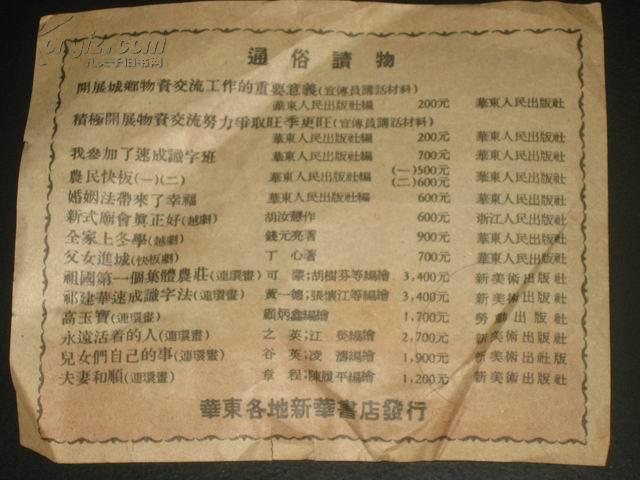 通俗讀物
開展城鄉物資交流工作的重要意義(宣傳員講話材料)
華東人民出版社編 200元 華東人民出版社
積極開展物資交流努力爭取旺季更旺(宣傳員講話材料)
華東人民出版社編 200元 華東人民出版社
我參加了速成識字班 華東人民出版社編 700元 華東人民出版社
農民快板(一)(二) 華東人民出版社編 (一)500元 (二)600元 華東人民出版社
婚姻法帶來了幸福 華東人民出版社編 600元 華東人民出版社
新式廟會眞正好(越劇) 胡汝慧作 600元 浙江人民出版社
全家上冬學(越劇) 錢元亮著 900元 華東人民出版社
父女進城(快板劇) 丁心著 700元 華東人民出版社
祖國第一個集體農莊(連環畫) 可蒙;胡樹芬等編繪 3,400元 新美術出版社
祁建華速成識字法(連環畫) 黃一德;張懷江等編繪 3,400元 新美術出版社
高玉寶(連環畫) 顧炳鑫編繪 1,700元 勞動出版社
永遠活着的人(連環畫) 之英;江熒編繪 2,700元 新美術出版社
兒女們自己的事(連環畫) 谷英;凌濤編繪 1,900元 新美術出社版
夫妻和順(連環畫) 章程;陳履平編繪 1,200元 新美術出版社
華東各地新華書店發行